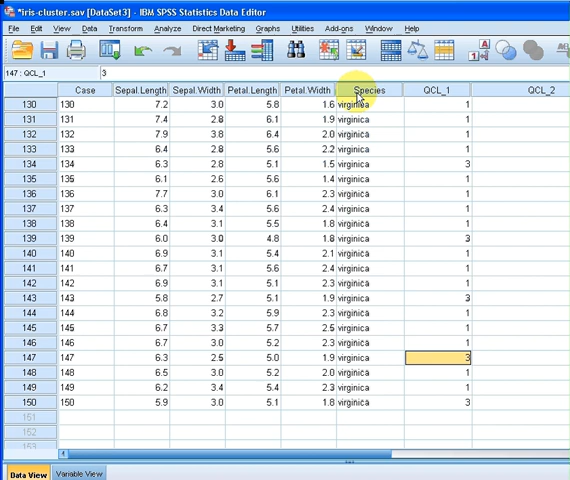 *iris-cluster.sav [DataSet3] - IBM SPSS Statistics Data Editor
File Edit View Data Transform Analyze Direct Marketing Graphs Utilities Add-ons Window Help
147 : QCL_1 3
Case Sepal.Length Sepal.Width Petal.Length Petal.Width Species QCL_1 QCL_2
130 130 7.2 3.0 5.8 1.6 virginica 1
131 131 7.4 2.8 6.1 1.9 virginica 1
132 132 7.9 3.8 6.4 2.0 virginica 1
133 133 6.4 2.8 5.6 2.2 virginica 1
134 134 6.3 2.8 5.1 1.5 virginica 3
135 135 6.1 2.6 5.6 1.4 virginica 1
136 136 7.7 3.0 6.1 2.3 virginica 1
137 137 6.3 3.4 5.6 2.4 virginica 1
138 138 6.4 3.1 5.5 1.8 virginica 1
139 139 6.0 3.0 4.8 1.8 virginica 3
140 140 6.9 3.1 5.4 2.1 virginica 1
141 141 6.7 3.1 5.6 2.4 virginica 1
142 142 6.9 3.1 5.1 2.3 virginica 1
143 143 5.8 2.7 5.1 1.9 virginica 3
144 144 6.8 3.2 5.9 2.3 virginica 1
145 145 6.7 3.3 5.7 2.5 virginica 1
146 146 6.7 3.0 5.2 2.3 virginica 1
147 147 6.3 2.5 5.0 1.9 virginica 3
148 148 6.5 3.0 5.2 2.0 virginica 1
149 149 6.2 3.4 5.4 2.3 virginica 1
150 150 5.9 3.0 5.1 1.8 virginica 3
151
152
153
Data View Variable View